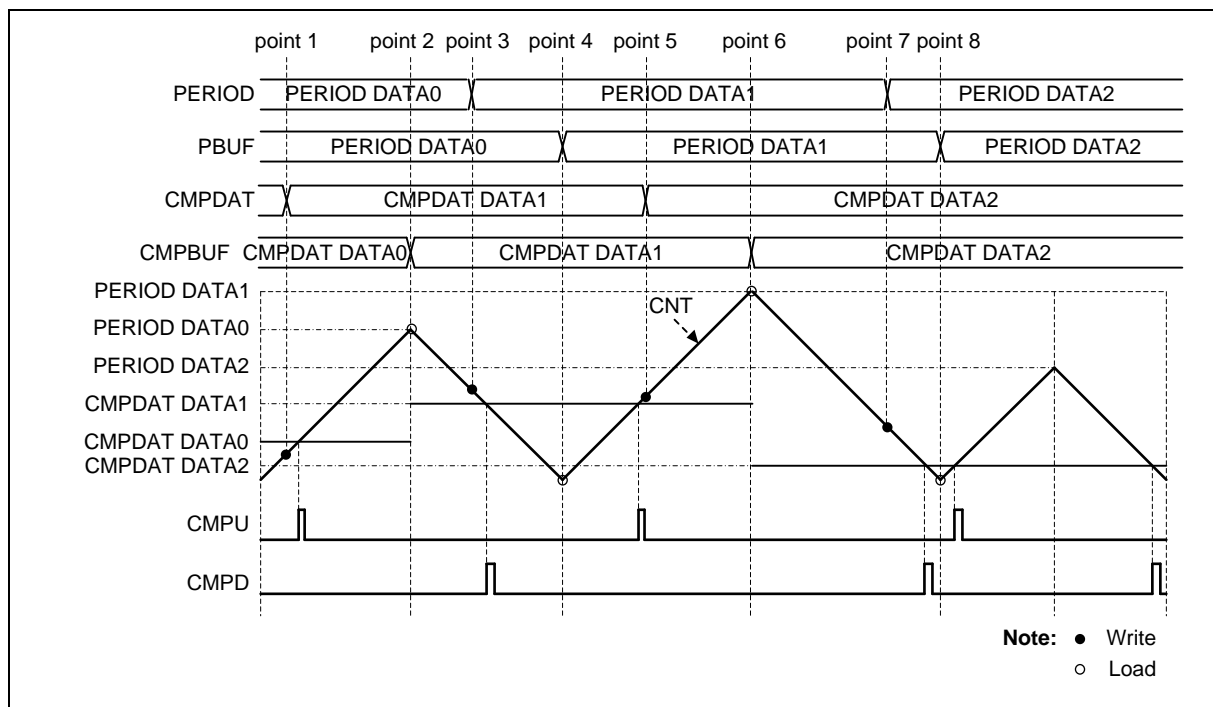 point 1 point 2 point 3 point 4 point 5 point 6 point 7 point 8
PERIOD PERIOD DATA0 PERIOD DATA1 PERIOD DATA2
PBUF PERIOD DATA0 PERIOD DATA1 PERIOD DATA2
CMPDAT CMPDAT DATA1 CMPDAT DATA2
CMPBUF CMPDAT DATA0 CMPDAT DATA1 CMPDAT DATA2
PERIOD DATA1
CNT
PERIOD DATA0
PERIOD DATA2
CMPDAT DATA1
CMPDAT DATA0
CMPDAT DATA2
CMPU
CMPD
Note: Write
Load